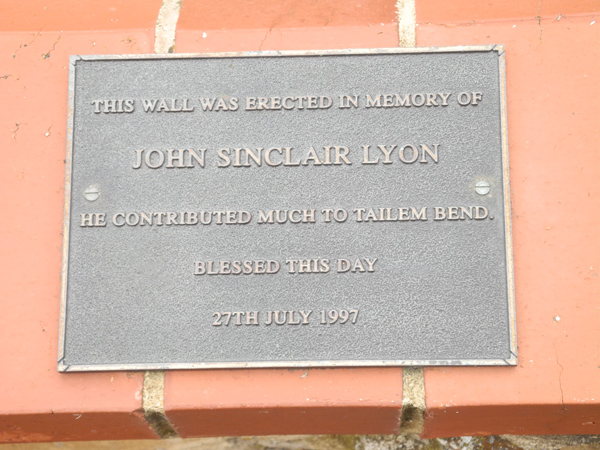 THIS WALL WAS ERECTED IN MEMORY OF
JOHN SINCLAIR LYON
HE CONTRIBUTED MUCH TO TAILEM BEND.
BLESSED THIS DAY
27TH JULY 1997